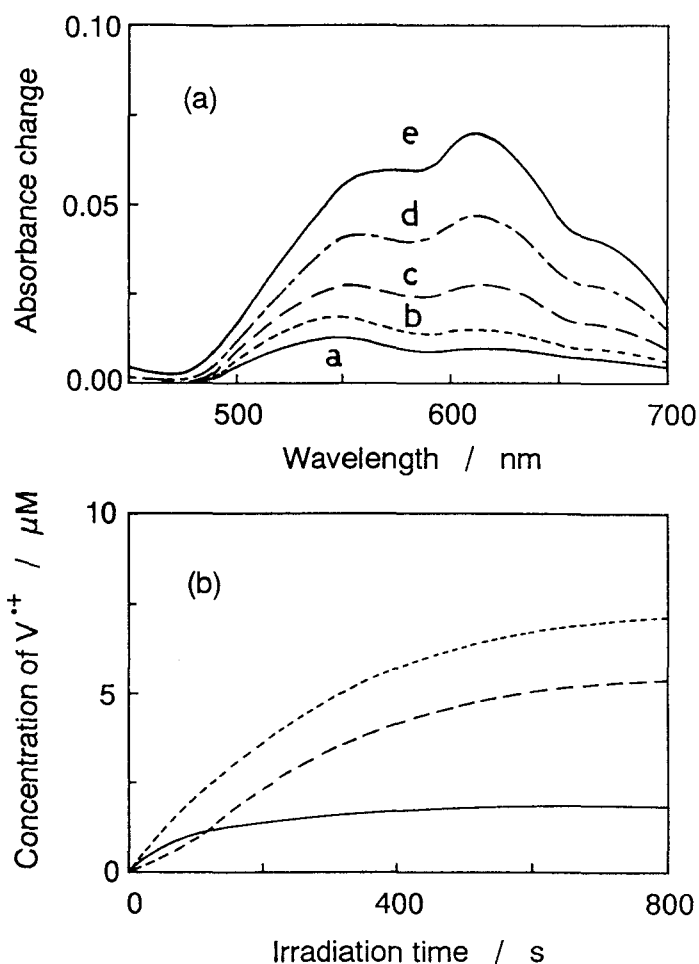 0.10
(a)
e
d
c
b
a
0.05
0.00
Absorbance change
500
600
700
Wavelength / nm
10
(b)
5
0
Concentration of V•+ / μM
0
400
800
Irradiation time / s